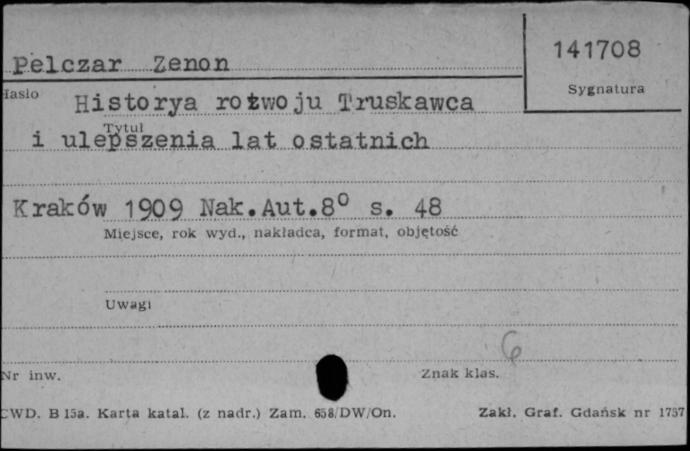 Pelczar Zenon
141708
Hasło
Sygnatura
Historya rozwoju Truskawca
Tytuł
i ulepszenia lat ostatnich
Kraków 1909 Nak.Aut.8° s. 48
Miejsce, rok wyd., nakładca, format, objętość
Uwagi
6
Nr inw.
Znak klas.
CWD. B 15a. Karta katal. (z nadr.) Zam. 658/DW/On.
Zakł. Graf. Gdańsk nr 1757